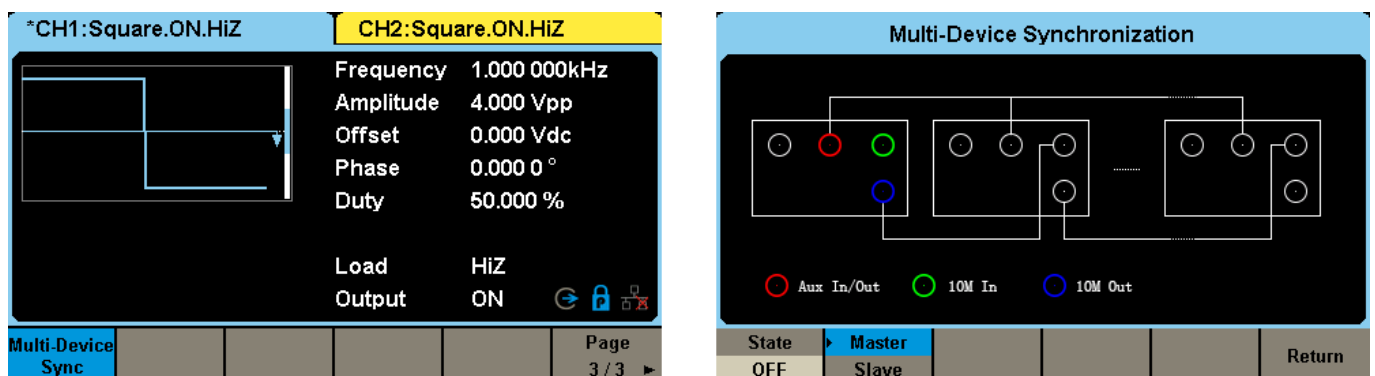 *CH1:Square.ON.HiZ
CH2:Square.ON.HiZ
Frequency 1.000 000kHz
Amplitude 4.000 Vpp
Offset 0.000 Vdc
Phase 0.000 0 °
Duty 50.000 %
Load HiZ
Output ON
Multi-Device
Sync
Page
3 / 3 ►
Multi-Device Synchronization
Aux In/Out
10M In
10M Out
State
OFF
Master
Slave
Return